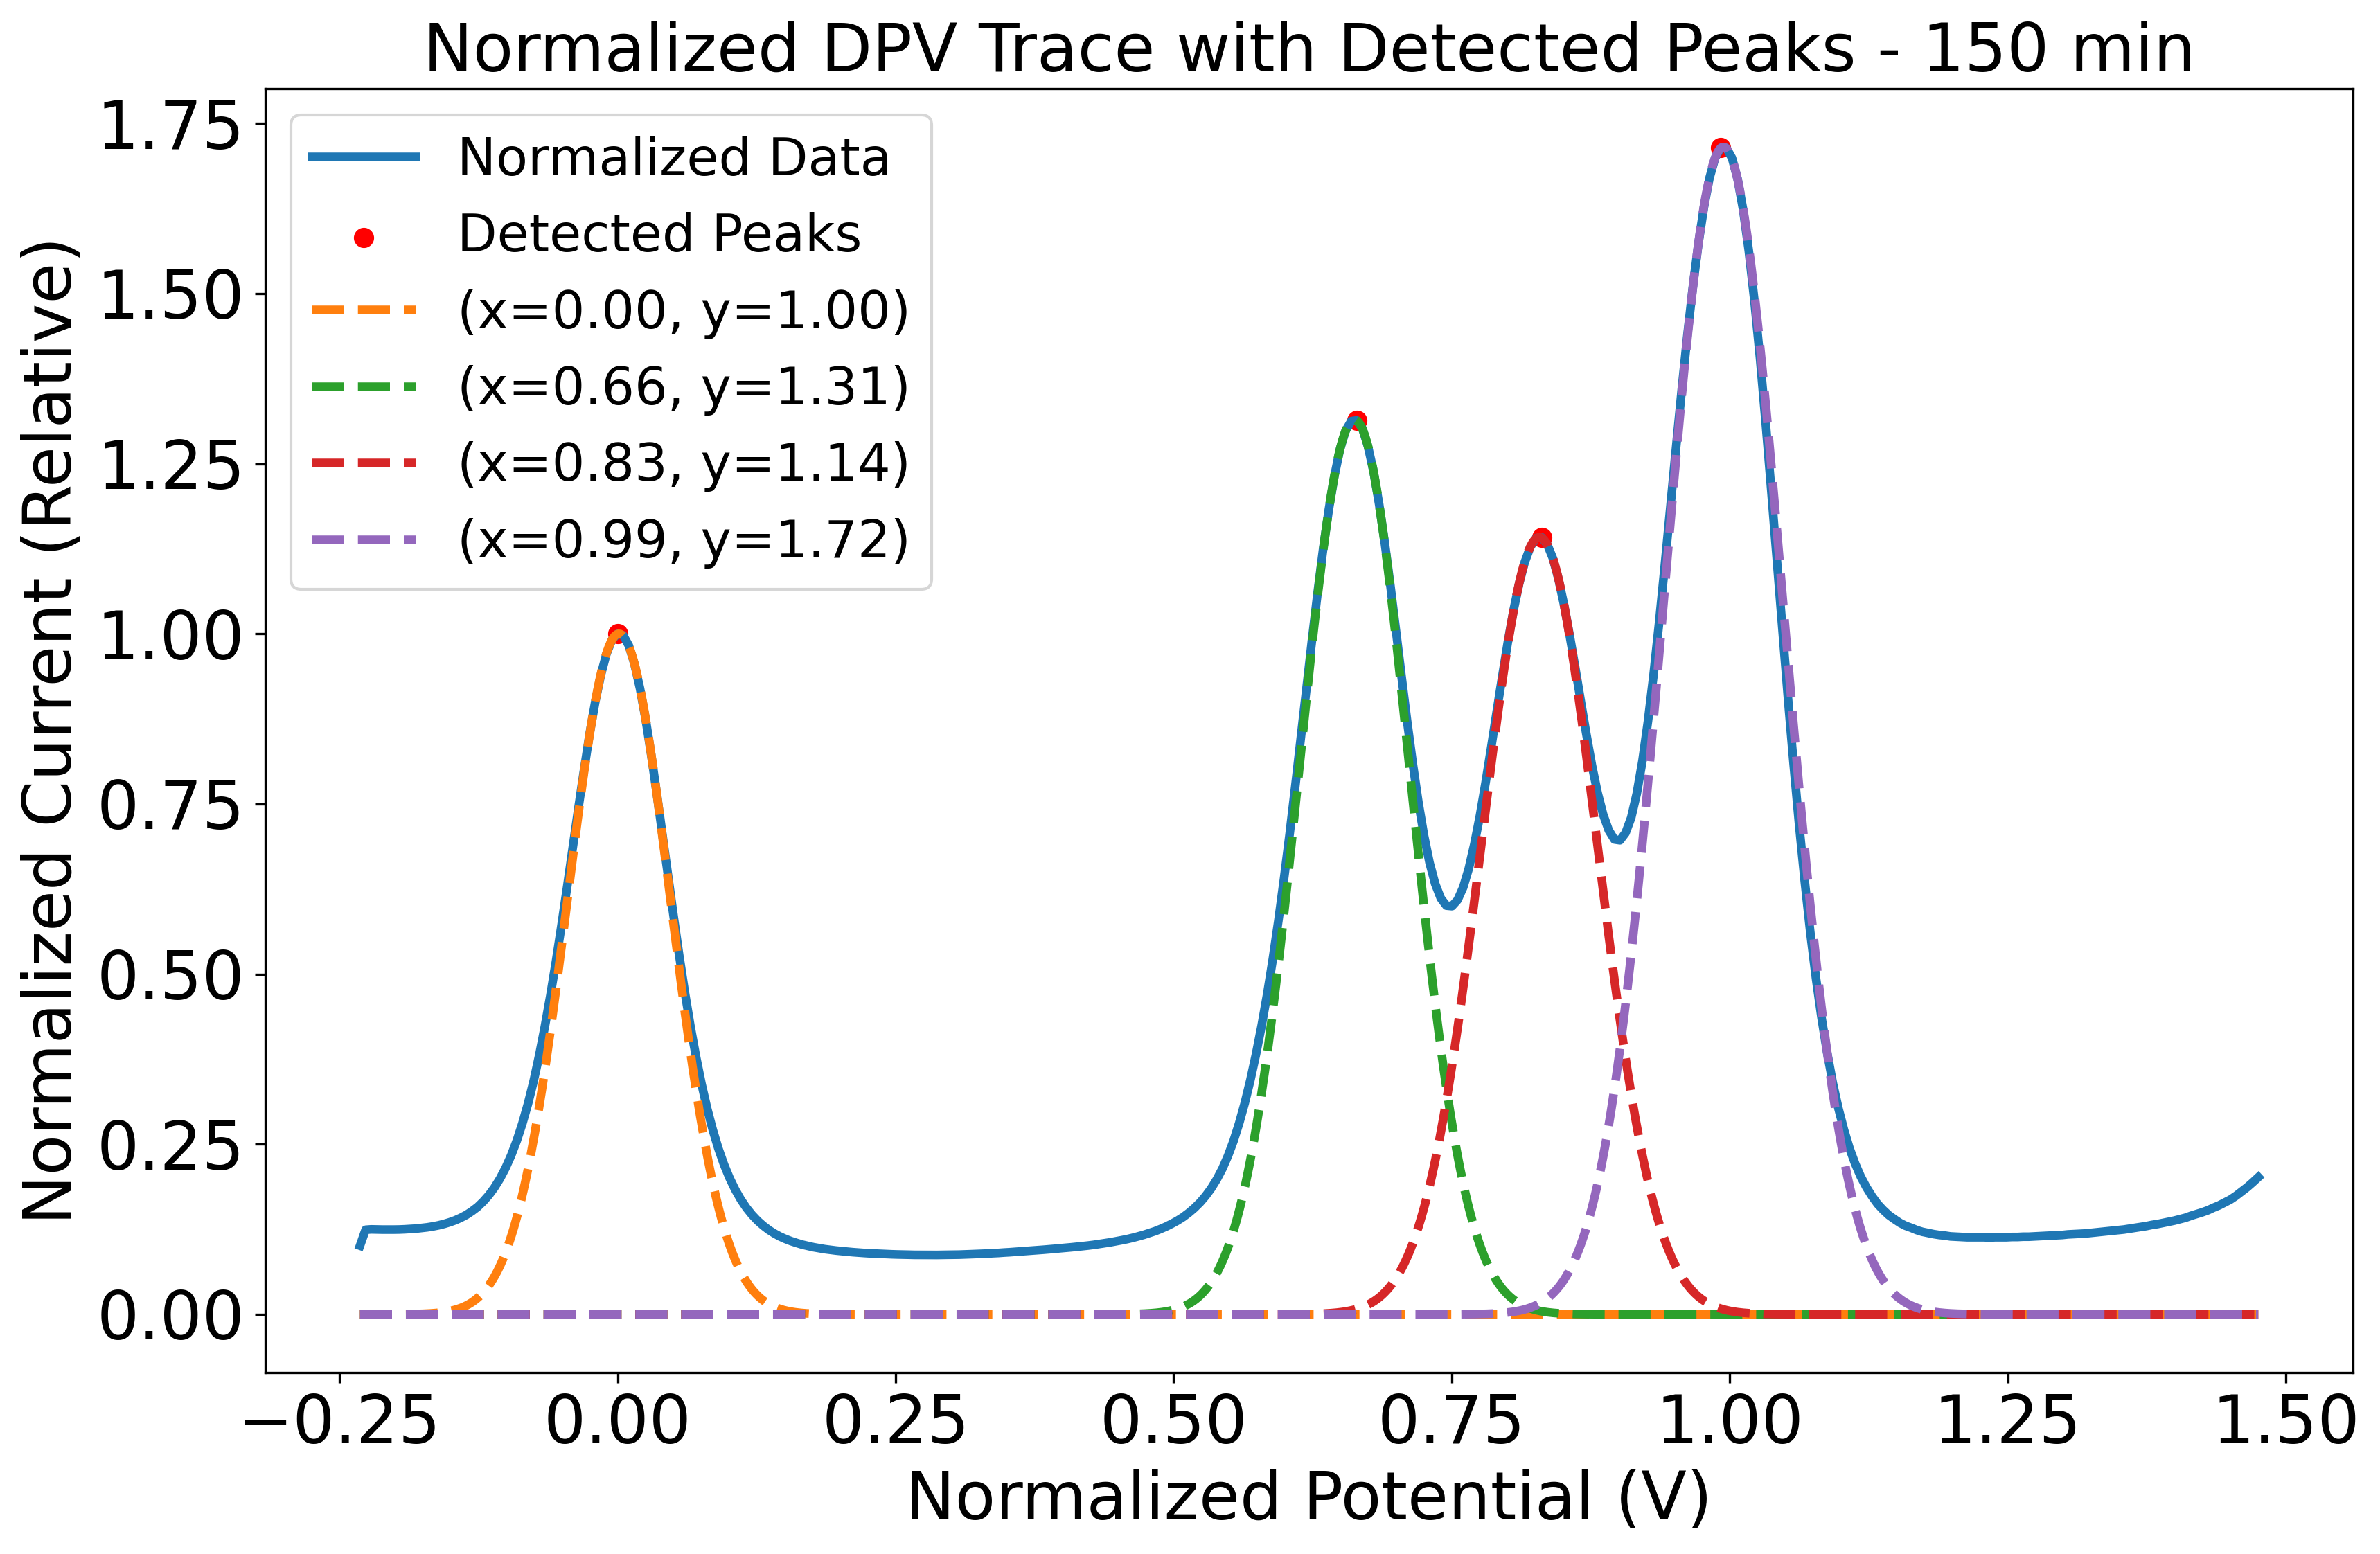 Normalized DPV Trace with Detected Peaks - 150 min
Normalized Current (Relative)
1.75
1.50
1.25
1.00
0.75
0.50
0.25
0.00
Normalized Data
Detected Peaks
(x=0.00, y=1.00)
(x=0.66, y=1.31)
(x=0.83, y=1.14)
(x=0.99, y=1.72)
−0.25 0.00 0.25 0.50 0.75 1.00 1.25 1.50
Normalized Potential (V)